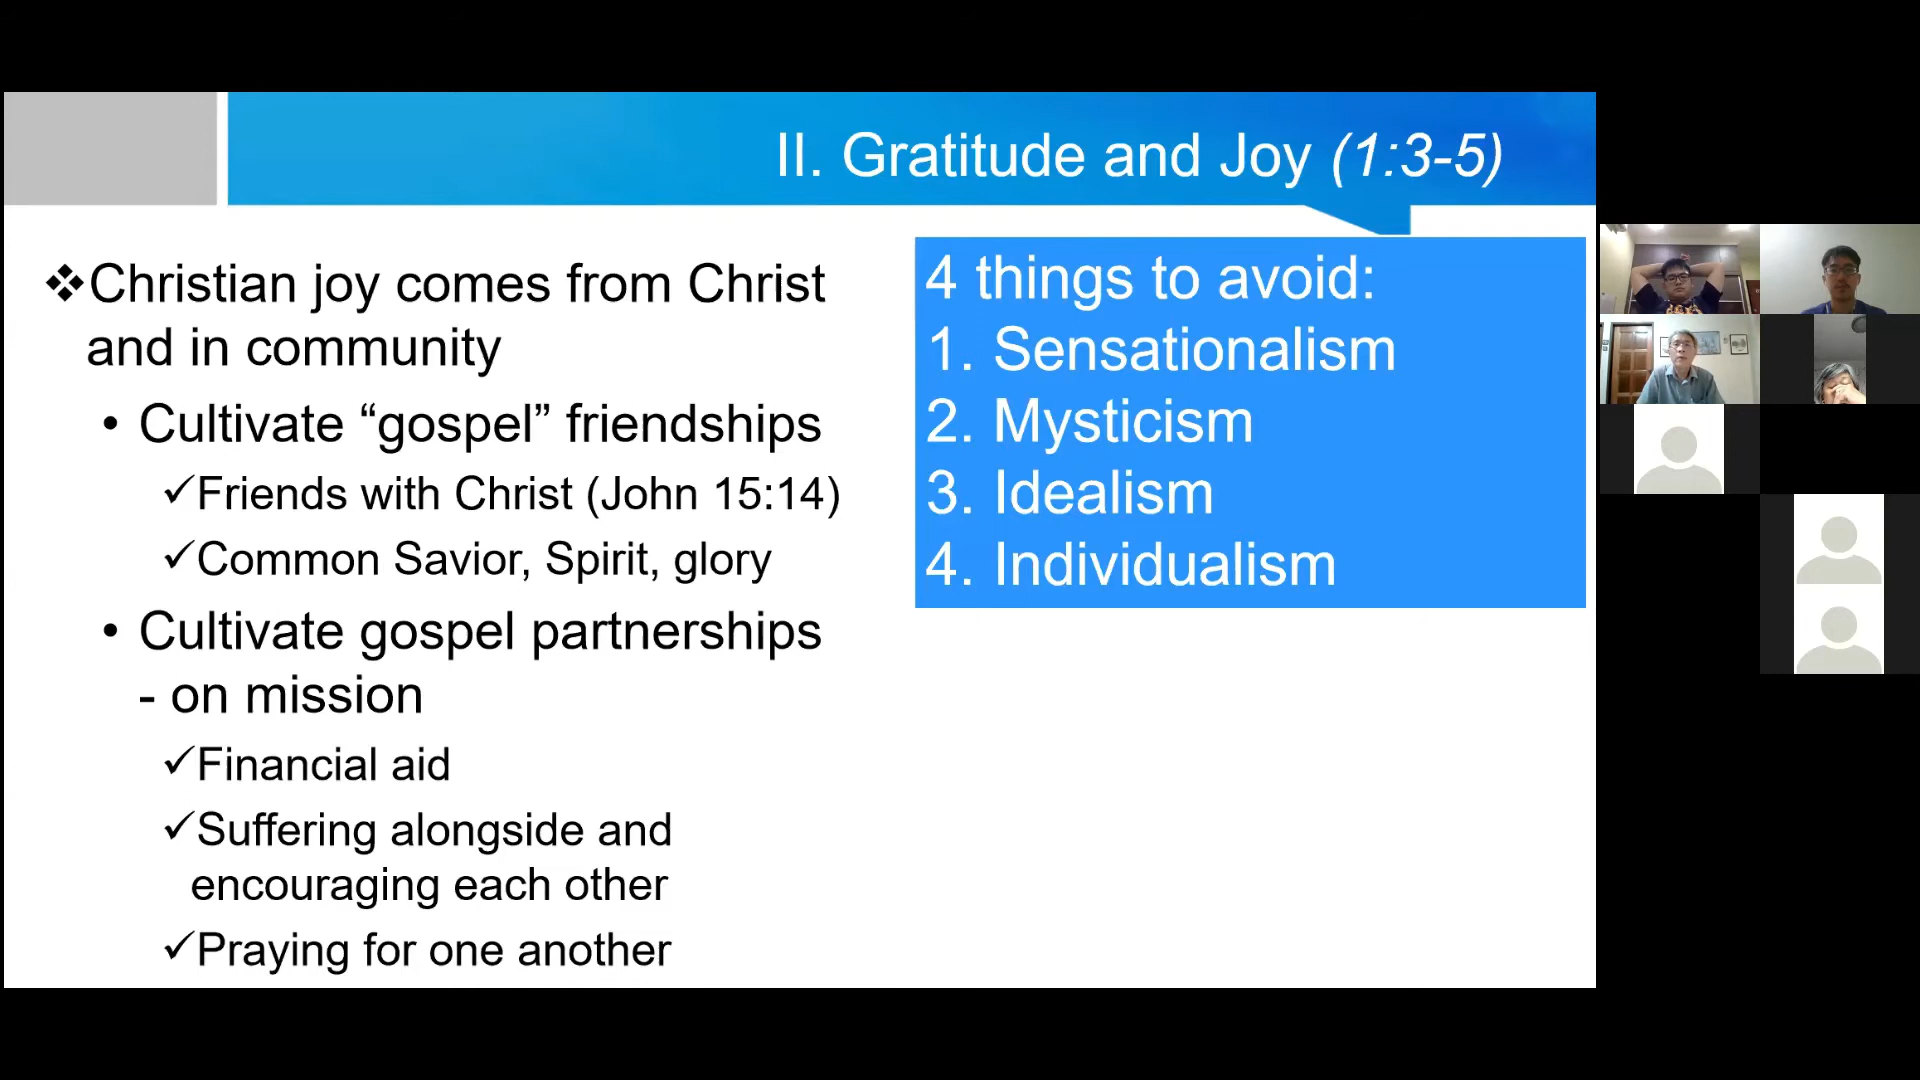 II. Gratitude and Joy (1:3-5)
❖Christian joy comes from Christ
and in community
• Cultivate “gospel” friendships
✓Friends with Christ (John 15:14)
✓Common Savior, Spirit, glory
• Cultivate gospel partnerships
- on mission
✓Financial aid
✓Suffering alongside and
encouraging each other
✓Praying for one another
4 things to avoid:
1. Sensationalism
2. Mysticism
3. Idealism
4. Individualism